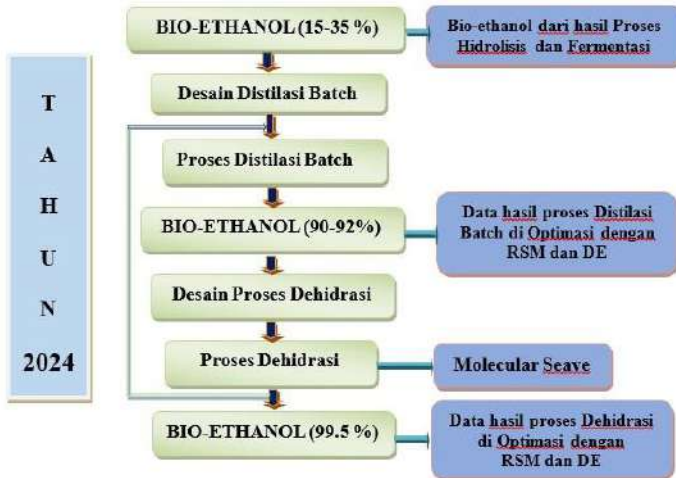 T
A
H
U
N
2024
BIO-ETHANOL (15-35 %)
Bio-ethanol dari hasil Proses
Hidrolisis dan Fermentasi
Desain Distilasi Batch
Proses Distilasi Batch
BIO-ETHANOL (90-92%)
Data hasil proses Distilasi
Batch di Optimasi dengan
RSM dan DE
Desain Proses Dehidrasi
Proses Dehidrasi
Molecular Seave
BIO-ETHANOL (99.5 %)
Data hasil proses Dehidrasi
di Optimasi dengan
RSM dan DE